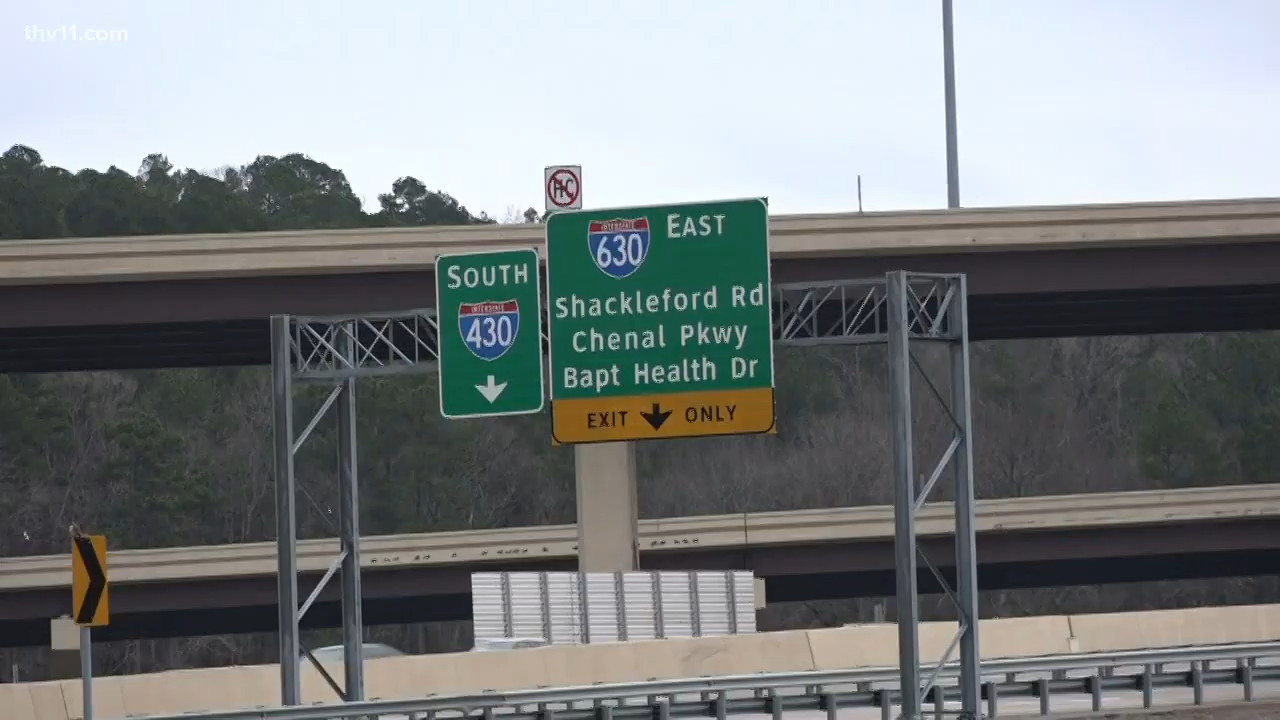 thv11.com
SOUTH
INTERSTATE
430
INTERSTATE
630
EAST
Shackleford Rd
Chenal Pkwy
Bapt Health Dr
EXIT ONLY